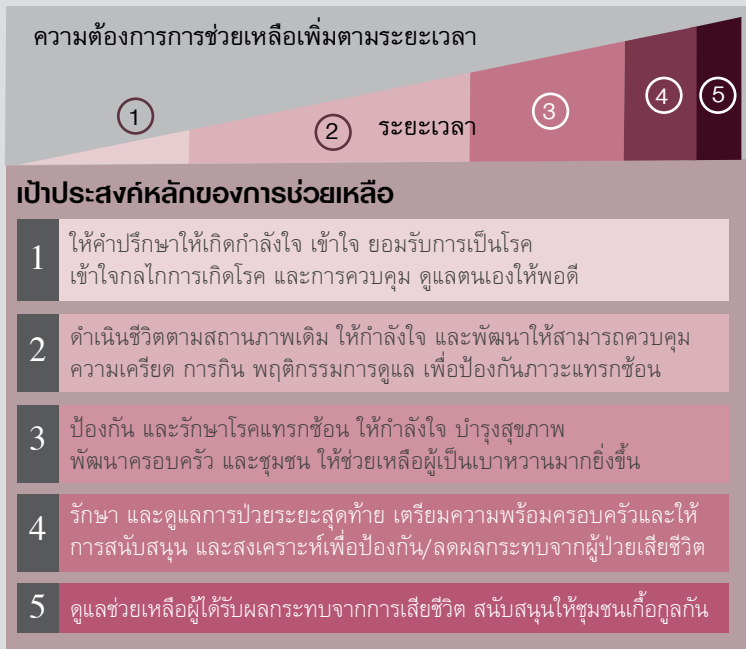 ความต้องการการช่วยเหลือเพิ่มตามระยะเวลา
1
2
ระยะเวลา
3
4
5
เป้าประสงค์หลักของการช่วยเหลือ
1
ให้คำปรึกษาให้เกิดกำลังใจ เข้าใจ ยอมรับการเป็นโรค
เข้าใจกลไกการเกิดโรค และการควบคุม ดูแลตนเองให้พอดี
2
ดำเนินชีวิตตามสถานภาพเดิม ให้กำลังใจ และพัฒนาให้สามารถควบคุม
ความเครียด การกิน พฤติกรรมการดูแล เพื่อป้องกันภาวะแทรกซ้อน
3
ป้องกัน และรักษาโรคแทรกซ้อน ให้กำลังใจ บำรุงสุขภาพ
พัฒนาครอบครัว และชุมชน ให้ช่วยเหลือผู้เป็นเบาหวานมากยิ่งขึ้น
4
รักษา และดูแลการป่วยระยะสุดท้าย เตรียมความพร้อมครอบครัวและให้
การสนับสนุน และสงเคราะห์เพื่อป้องกัน/ลดผลกระทบจากผู้ป่วยเสียชีวิต
5
ดูแลช่วยเหลือผู้ได้รับผลกระทบจากการเสียชีวิต สนับสนุนให้ชุมชนเกื้อกูลกัน